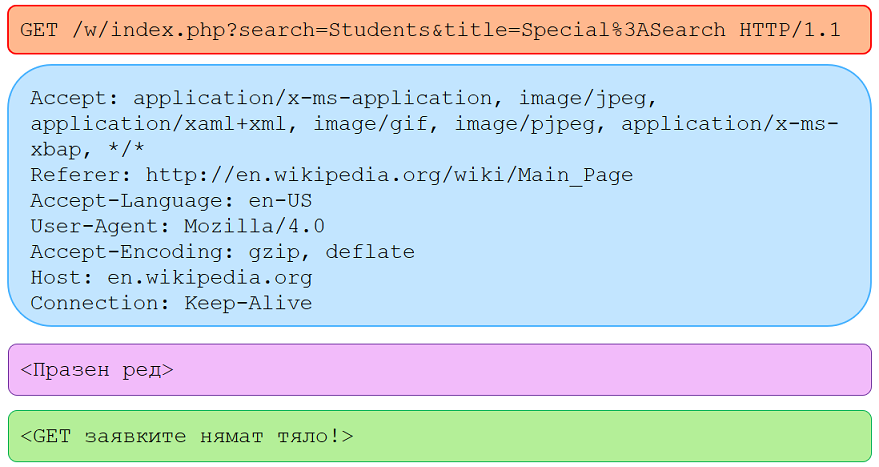 GET /w/index.php?search=Students&title=Special%3ASearch HTTP/1.1
Accept: application/x-ms-application, image/jpeg,
application/xaml+xml, image/gif, image/pjpeg, application/x-ms-
xbap, */*
Referer: http://en.wikipedia.org/wiki/Main_Page
Accept-Language: en-US
User-Agent: Mozilla/4.0
Accept-Encoding: gzip, deflate
Host: en.wikipedia.org
Connection: Keep-Alive
<Празен ред>
<GET заявките нямат тяло!>